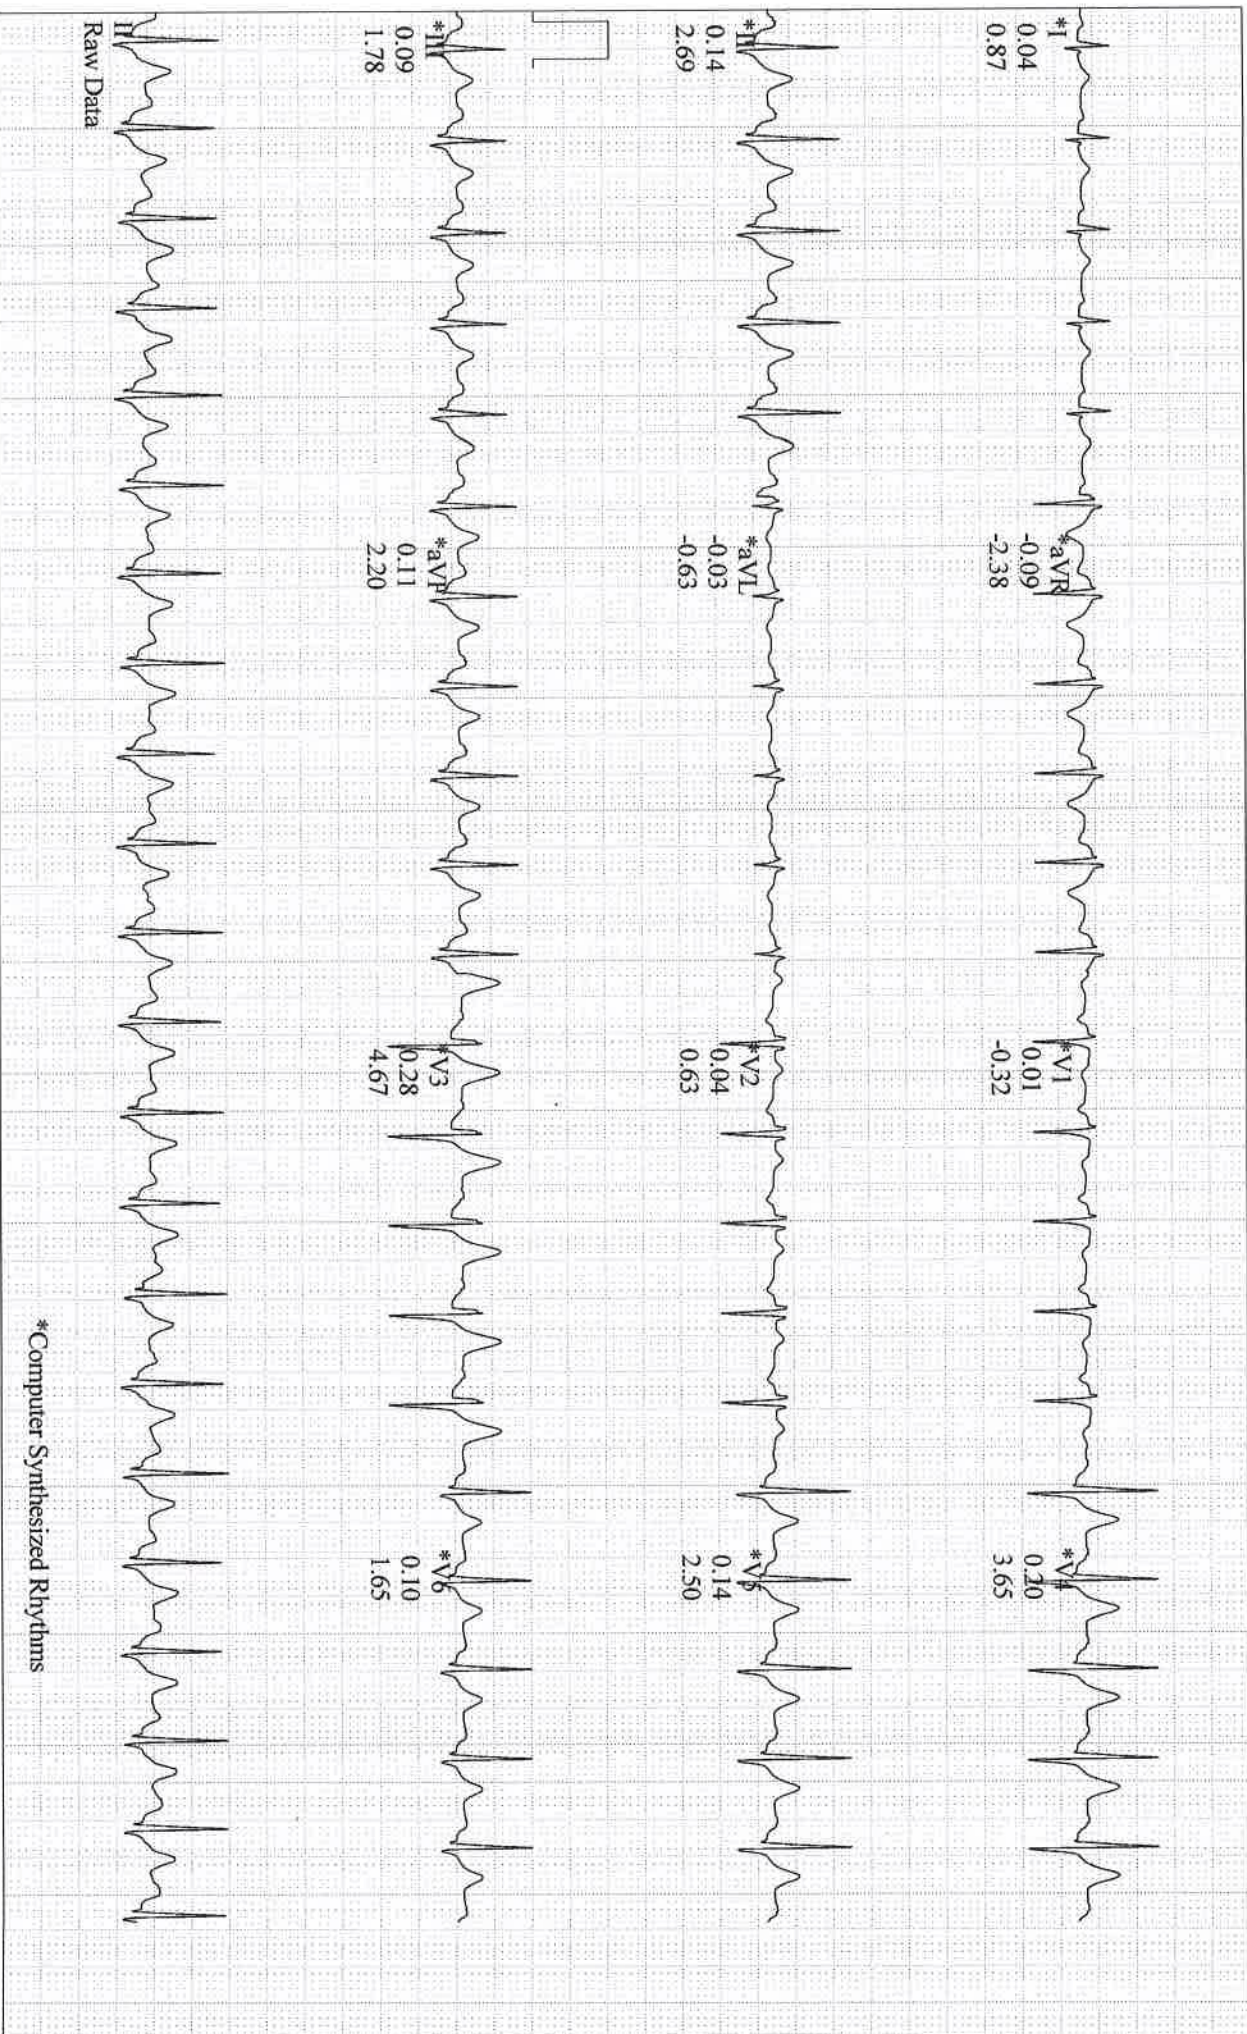 *I
0.04
0.87
*aVR
-0.09
-2.38
*V1
0.01
-0.32
*V4
0.20
3.65
*II
0.14
2.69
*aVL
-0.03
-0.63
*V2
0.04
0.63
*V5
0.14
2.50
*III
0.09
1.78
*aVF
0.11
2.20
*V3
0.28
4.67
*V6
0.10
1.65
II
Raw Data
*Computer Synthesized Rhythms